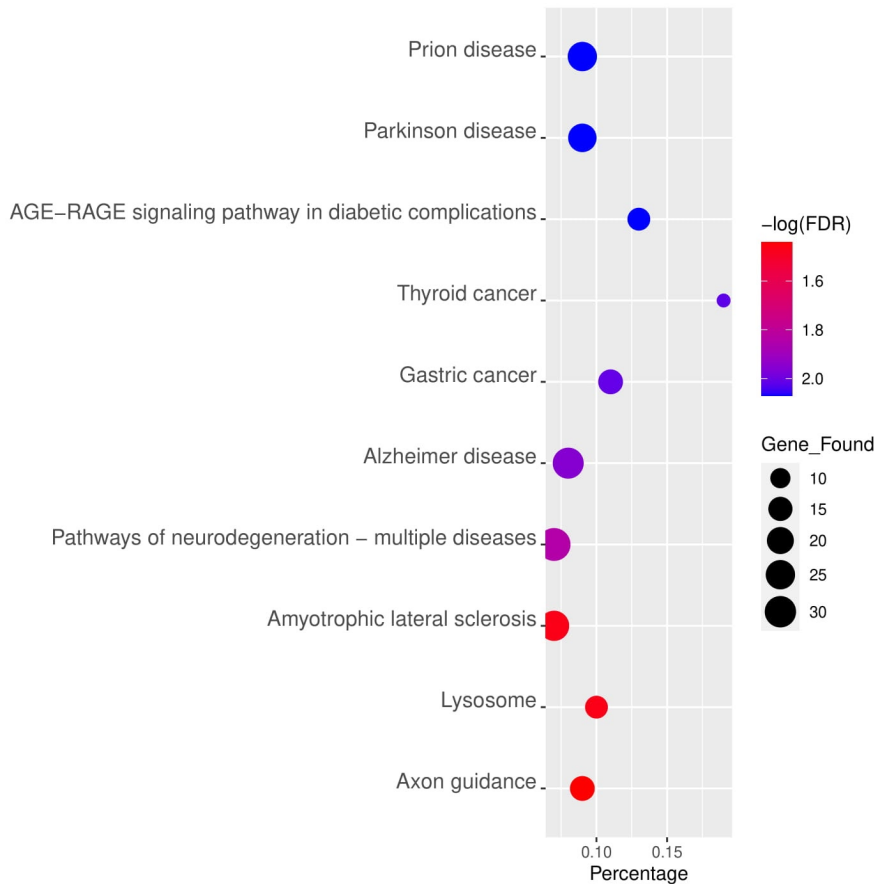 Prion disease
Parkinson disease
AGE−RAGE signaling pathway in diabetic complications
Thyroid cancer
Gastric cancer
Alzheimer disease
Pathways of neurodegeneration − multiple diseases
Amyotrophic lateral sclerosis
Lysosome
Axon guidance
0.10 0.15
Percentage
−log(FDR)
1.6
1.8
2.0
Gene_Found
10
15
20
25
30